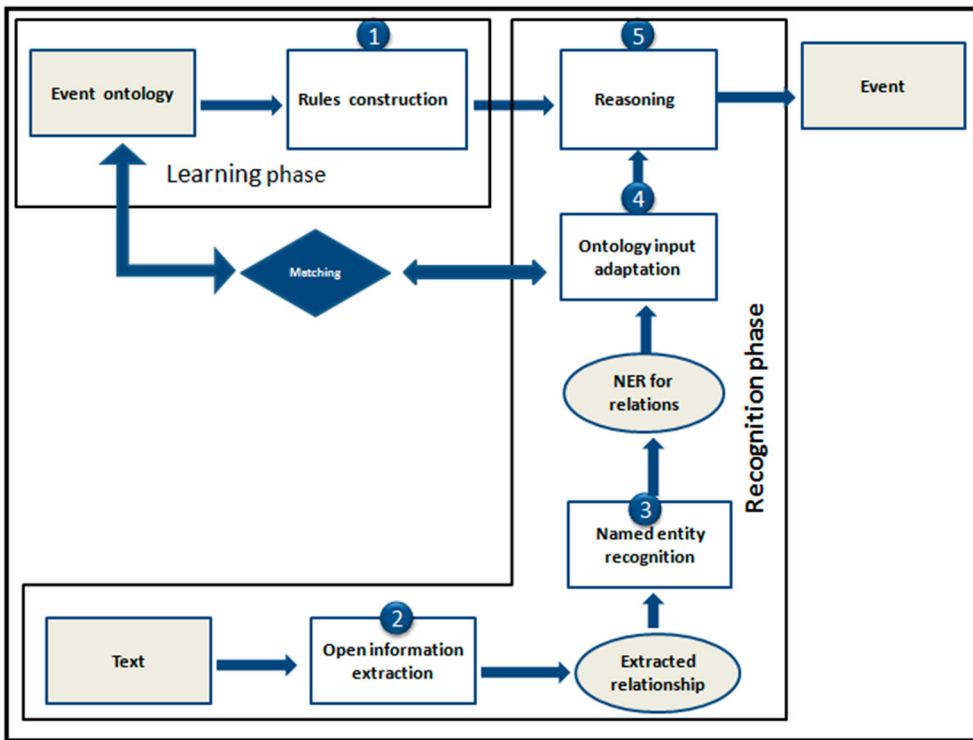 1
5
Event ontology
Rules construction
Reasoning
Event
Learning phase
4
Matching
Ontology input
adaptation
NER for
relations
Recognition phase
3
Named entity
recognition
2
Text
Open information
extraction
Extracted
relationship